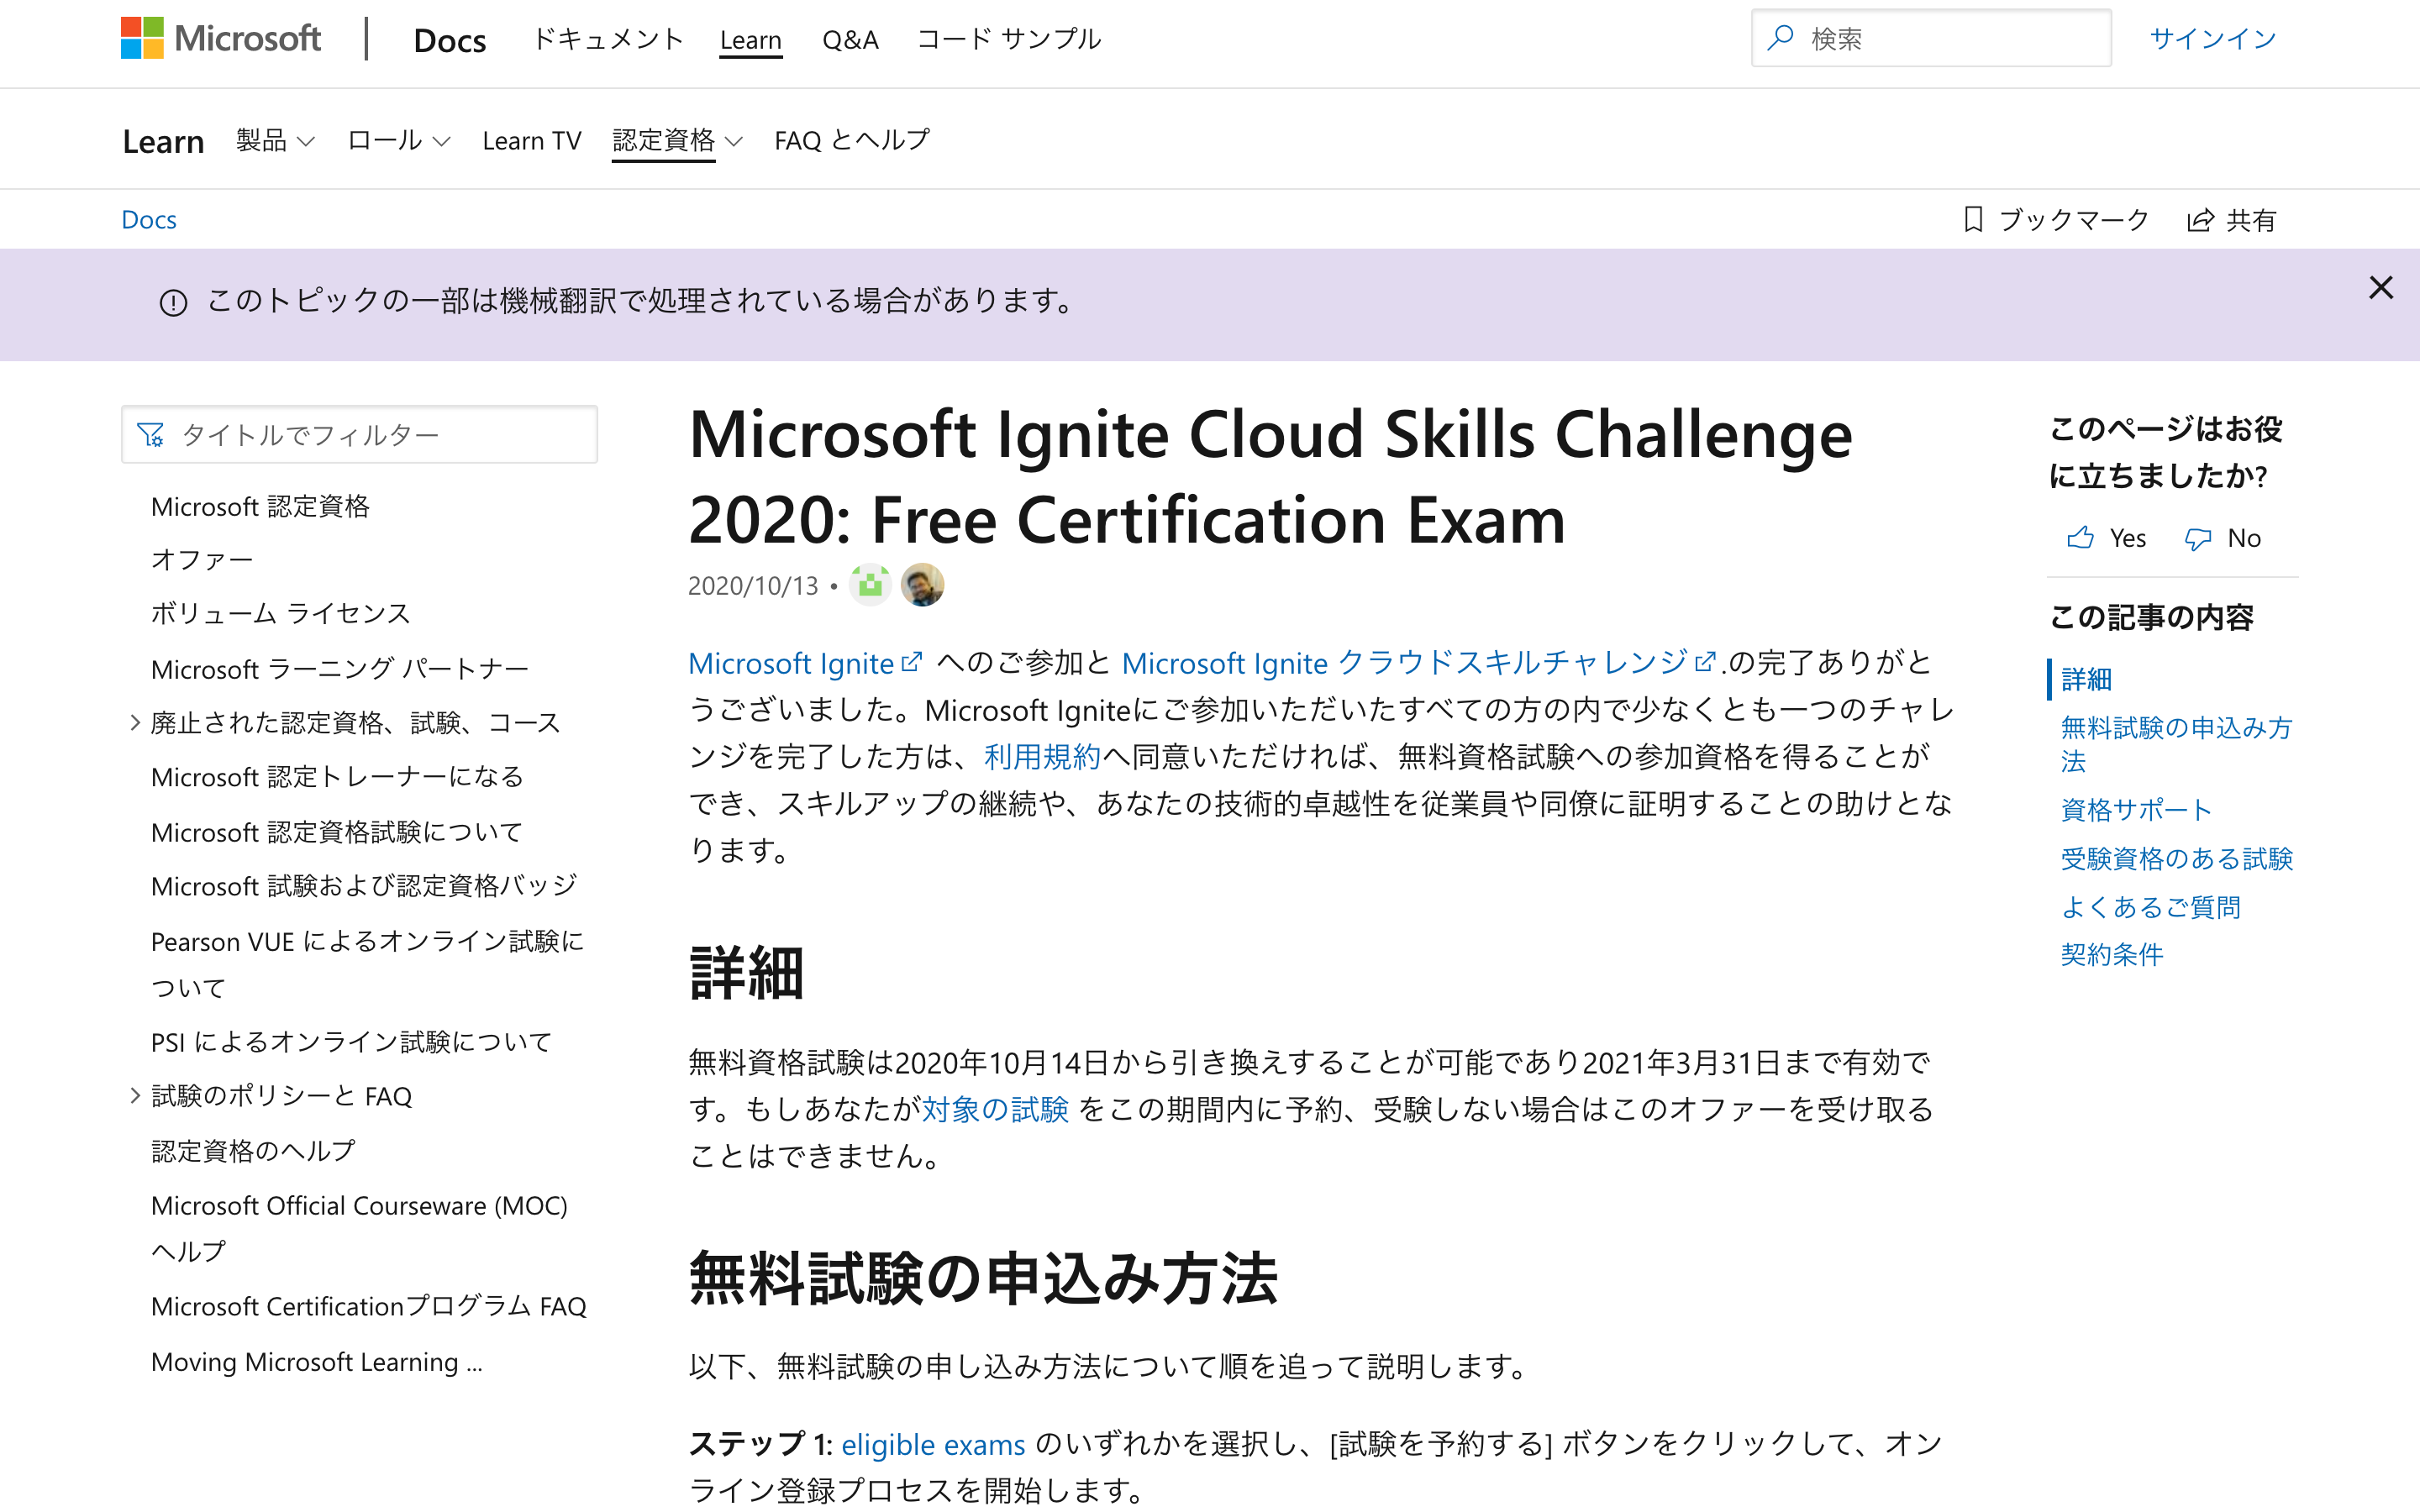 Microsoft Docs ドキュメント Learn Q&A コード サンプル 検索 サインイン
Learn 製品 ロール Learn TV 認定資格 FAQ とヘルプ
Docs ブックマーク 共有
このトピックの一部は機械翻訳で処理されている場合があります。
タイトルでフィルター
Microsoft 認定資格
オファー
ボリューム ライセンス
Microsoft ラーニング パートナー
廃止された認定資格、試験、コース
Microsoft 認定トレーナーになる
Microsoft 認定資格試験について
Microsoft 試験および認定資格バッジ
Pearson VUE によるオンライン試験に
ついて
PSI によるオンライン試験について
試験のポリシーと FAQ
認定資格のヘルプ
Microsoft Official Courseware (MOC)
ヘルプ
Microsoft Certificationプログラム FAQ
Moving Microsoft Learning ...
Microsoft Ignite Cloud Skills Challenge
2020: Free Certification Exam
2020/10/13 •
Microsoft Ignite へのご参加と Microsoft Ignite クラウドスキルチャレンジ .の完了ありがと
うございました。Microsoft Igniteにご参加いただいたすべての方の内で少なくとも一つのチャレ
ンジを完了した方は、利用規約へ同意いただければ、無料資格試験への参加資格を得ることが
でき、スキルアップの継続や、あなたの技術的卓越性を従業員や同僚に証明することの助けとな
ります。
詳細
無料資格試験は2020年10月14日から引き換えすることが可能であり2021年3月31日まで有効で
す。もしあなたが対象の試験 をこの期間内に予約、受験しない場合はこのオファーを受け取る
ことはできません。
無料試験の申込み方法
以下、無料試験の申し込み方法について順を追って説明します。
ステップ 1: eligible exams のいずれかを選択し、[試験を予約する] ボタンをクリックして、オン
ライン登録プロセスを開始します。
このページはお役
に立ちましたか?
Yes No
この記事の内容
詳細
無料試験の申込み方
法
資格サポート
受験資格のある試験
よくあるご質問
契約条件